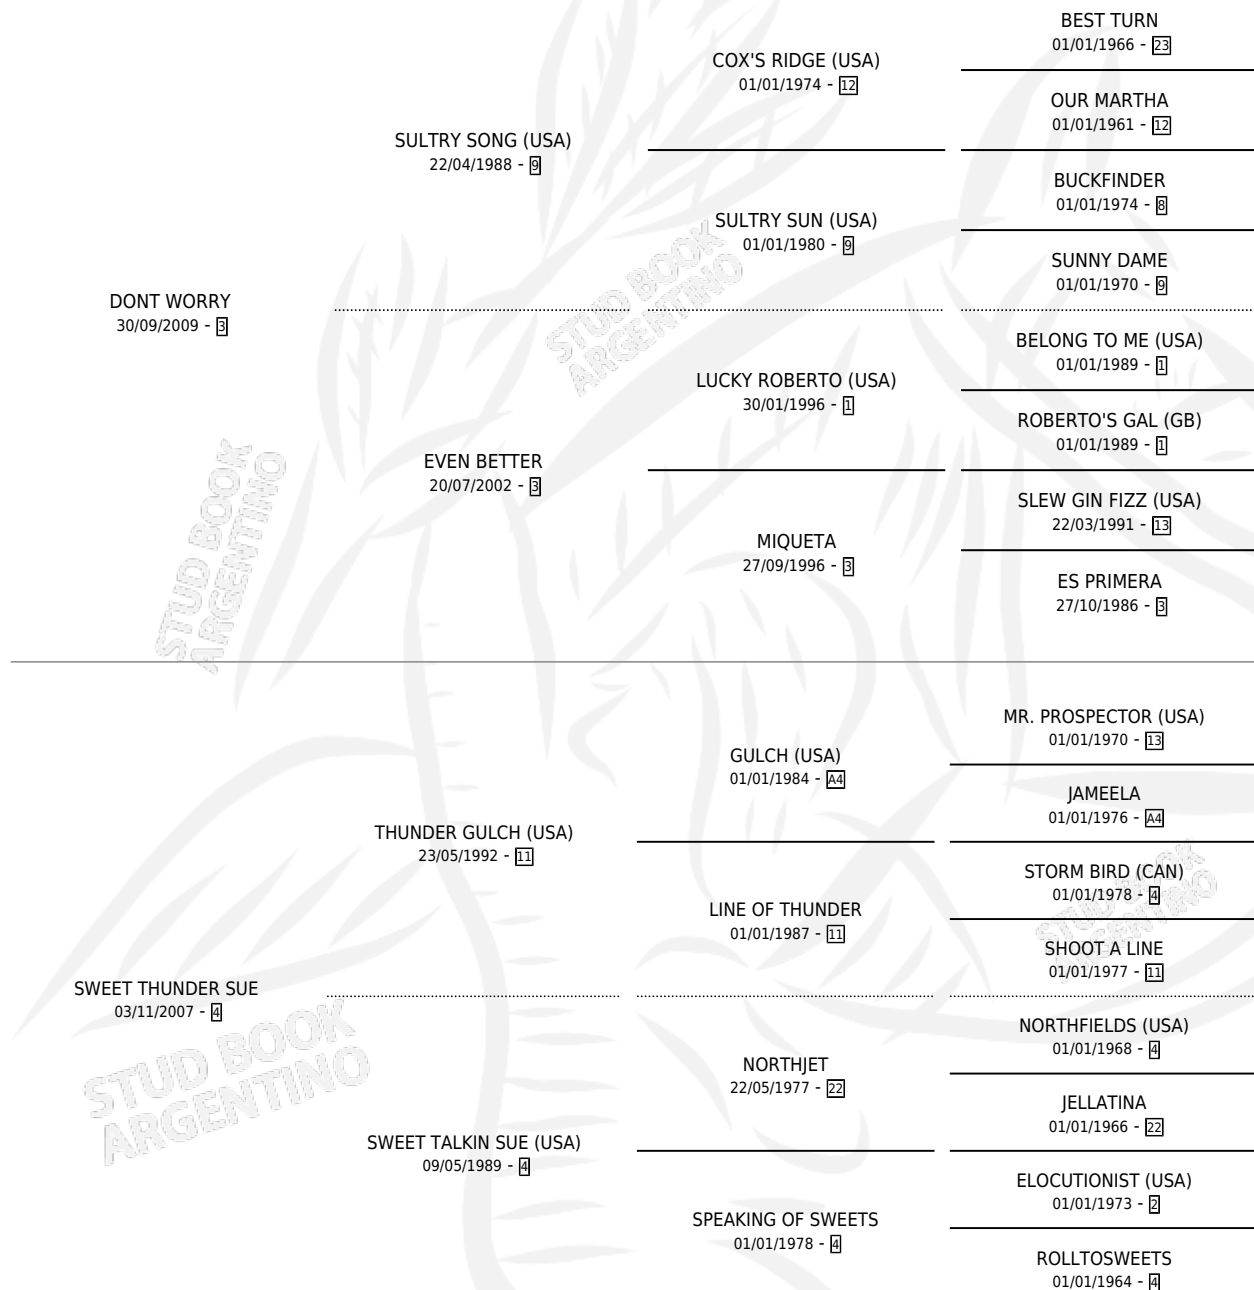 BEST TURN
01/01/1966 - 23
COX'S RIDGE (USA)
01/01/1974 - 12
OUR MARTHA
01/01/1961 - 12
SULTRY SONG (USA)
22/04/1988 - 9
BUCKFINDER
01/01/1974 - 8
SULTRY SUN (USA)
01/01/1980 - 9
SUNNY DAME
01/01/1970 - 9
DONT WORRY
30/09/2009 - 3
BELONG TO ME (USA)
01/01/1989 - 1
LUCKY ROBERTO (USA)
30/01/1996 - 1
ROBERTO'S GAL (GB)
01/01/1989 - 1
EVEN BETTER
20/07/2002 - 3
SLEW GIN FIZZ (USA)
22/03/1991 - 13
MIQUETA
27/09/1996 - 3
ES PRIMERA
27/10/1986 - 3
MR. PROSPECTOR (USA)
01/01/1970 - 13
GULCH (USA)
01/01/1984 - A4
JAMEELA
01/01/1976 - A4
THUNDER GULCH (USA)
23/05/1992 - 11
STORM BIRD (CAN)
01/01/1978 - 4
LINE OF THUNDER
01/01/1987 - 11
SHOOT A LINE
01/01/1977 - 11
SWEET THUNDER SUE
03/11/2007 - 4
NORTHFIELDS (USA)
01/01/1968 - 4
NORTHJET
22/05/1977 - 22
JELLATINA
01/01/1966 - 22
SWEET TALKIN SUE (USA)
09/05/1989 - 4
ELOCUTIONIST (USA)
01/01/1973 - 2
SPEAKING OF SWEETS
01/01/1978 - 4
ROLLTOSWEETS
01/01/1964 - 4
STUD BOOK
ARGENTINO
STUD BOOK
ARGENTINO
STUD BOOK
ARGENTINO
STUD BOOK
ARGENTINO